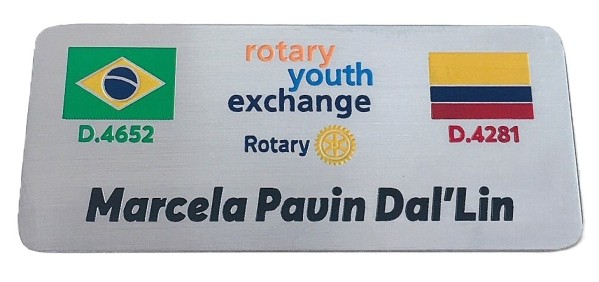 rotary
youth
exchange
D.4652
D.4281
Rotary
Marcela Pavin Dal'Lin